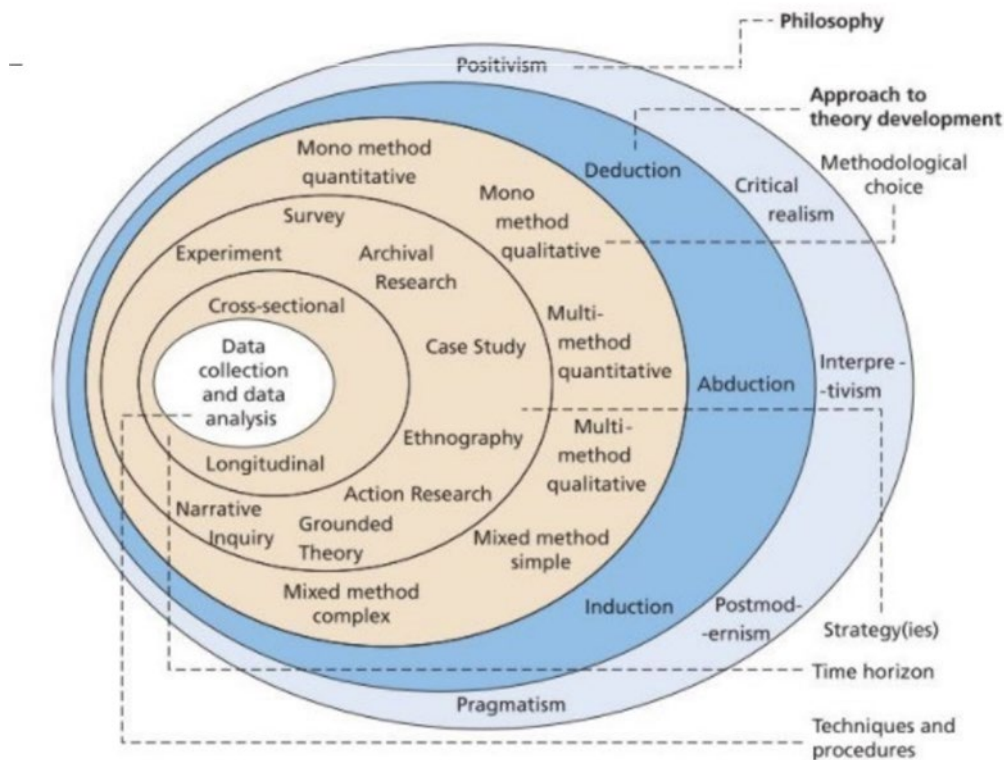 Philosophy
Positivism
Approach to
theory development
Mono method
quantitative
Deduction
Methodological
choice
Critical
realism
Mono
method
qualitative
Survey
Experiment
Archival
Research
Cross-sectional
Data
collection
and data
analysis
Case Study
Multi-
method
quantitative
Abduction
Interpre -
-tivism
Ethnography
Multi-
method
qualitative
Longitudinal
Action Research
Narrative
Inquiry
Grounded
Theory
Mixed method
simple
Mixed method
complex
Induction
Postmod-
-ernism
Strategy(ies)
Time horizon
Pragmatism
Techniques and
procedures